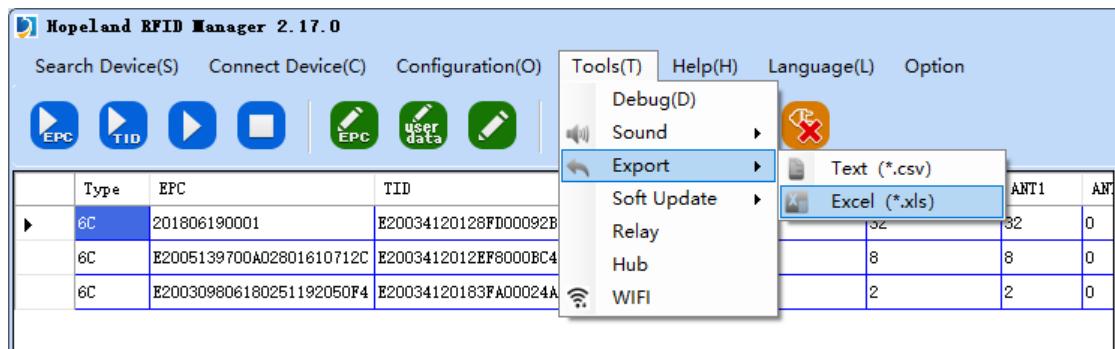 Hopeland RFID Manager 2.17.0
Search Device(S) Connect Device(C) Configuration(O) Tools(T) Help(H) Language(L) Option
Debug(D)
EPC TID EPC user data
Sound
Export
Text (*.csv)
Type EPC TID ANT1
Soft Update
Excel (*.xls)
6C 201806190001 E20034120128FD00092B 32 32 0
Relay
6C E2005139700A02801610712C E2003412012EF8000BC4 8 8 0
Hub
6C E200309806180251192050F4 E20034120183FA00024A 2 2 0
WIFI